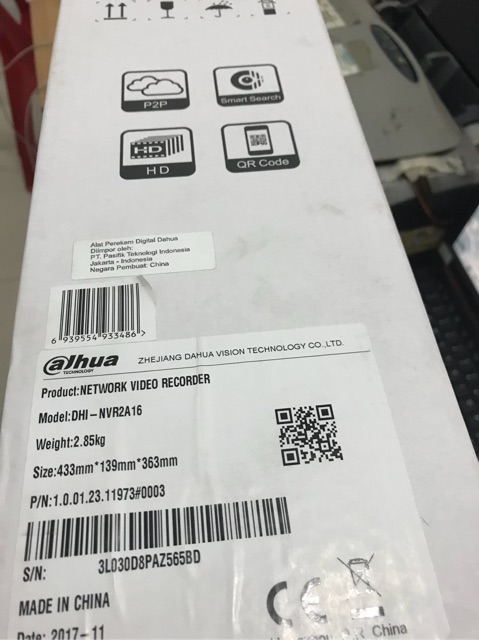 P2P
Smart Search
HD
HD
QR Code
Alat Perekam Digital Dahua
Diimpor oleh:
PT. Pasifik Teknologi Indonesia
Jakarta - Indonesia
Negara Pembuat: China
6 939554 933486 >
alhua
TECHNOLOGY
ZHEJIANG DAHUA VISION TECHNOLOGY CO.,LTD.
Product:NETWORK VIDEO RECORDER
Model:DHI-NVR2A16
Weight:2.85kg
Size:433mm*139mm*363mm
P/N:1.0.01.23.11973#0003
S/N: 3L030D8PAZ565BD
MADE IN CHINA
CE
Date: 2017-11
China